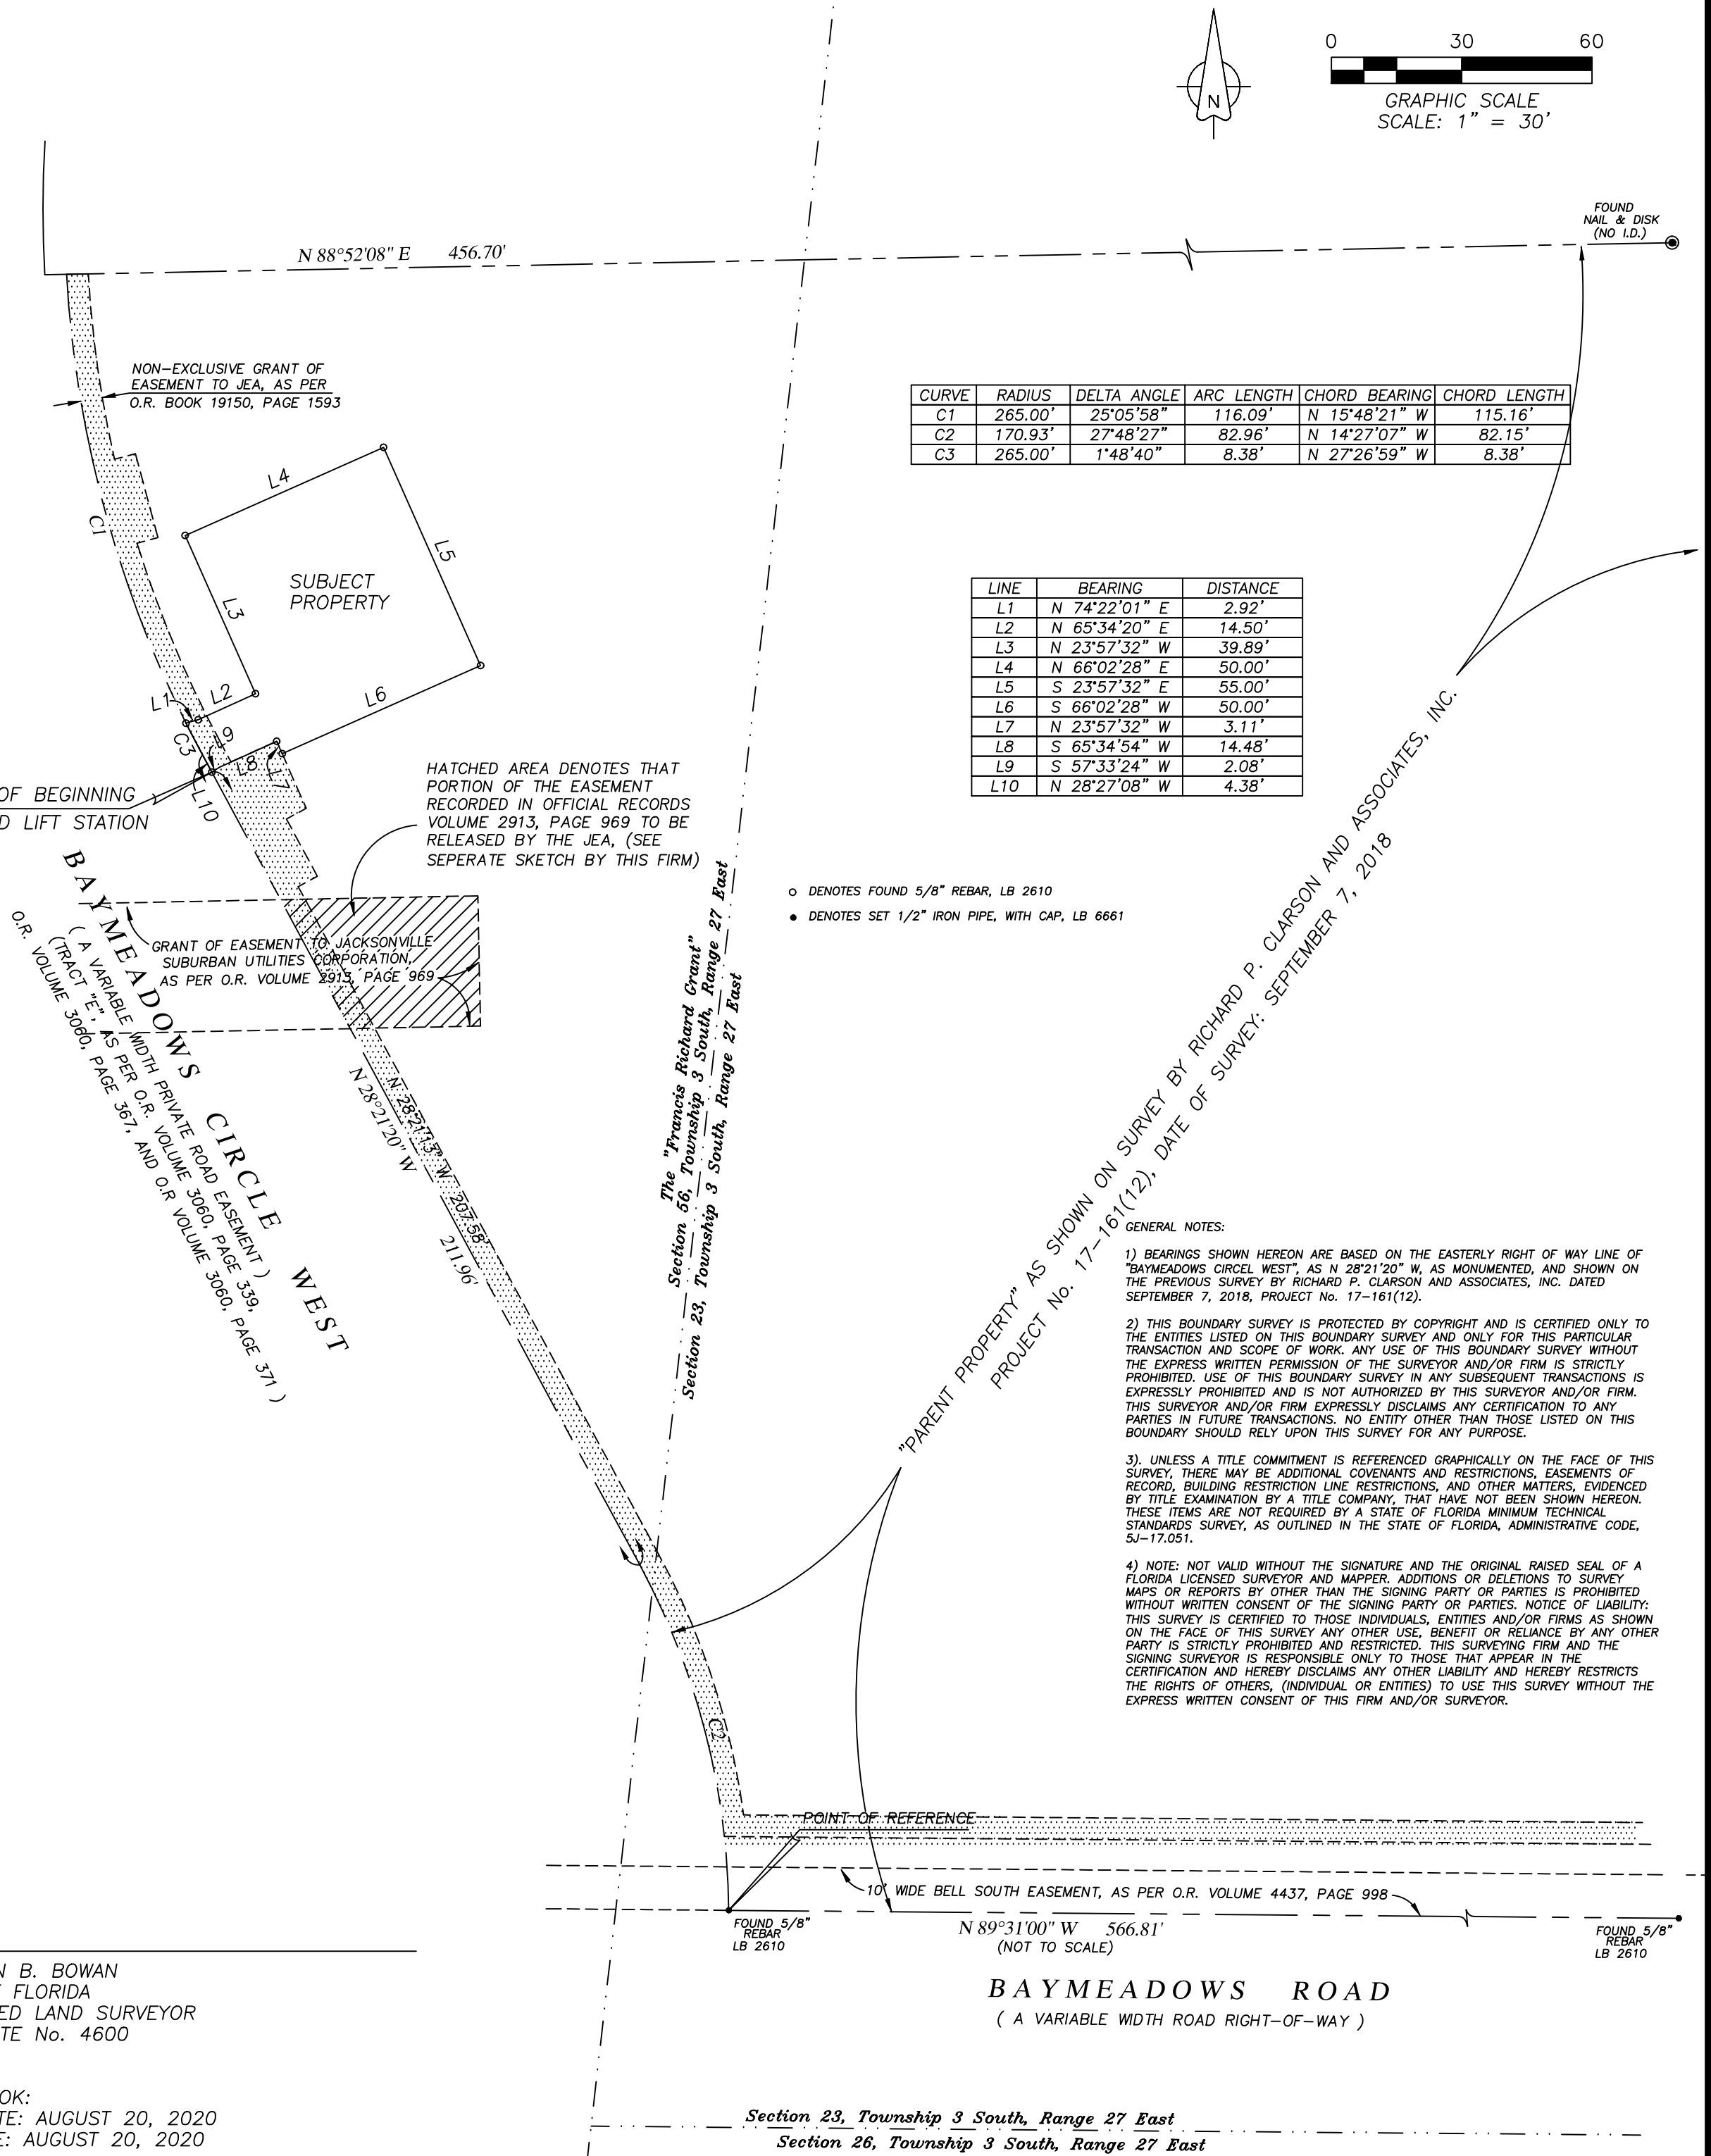 0 30 60
GRAPHIC SCALE
SCALE: 1" = 30'
N
FOUND
NAIL & DISK
(NO I.D.)
N 88°52'08" E 456.70'
NON-EXCLUSIVE GRANT OF
EASEMENT TO JEA, AS PER
O.R. BOOK 19150, PAGE 1593
CURVE RADIUS DELTA ANGLE ARC LENGTH CHORD BEARING CHORD LENGTH
C1 265.00' 25°05'58" 116.09' N 15°48'21" W 115.16'
C2 170.93' 27°48'27" 82.96' N 14°27'07" W 82.15'
C3 265.00' 1°48'40" 8.38' N 27°26'59" W 8.38'
L4
C1
L5
SUBJECT
PROPERTY
L3
LINE BEARING DISTANCE
L1 N 74°22'01" E 2.92'
L2 N 65°34'20" E 14.50'
L3 N 23°57'32" W 39.89'
L4 N 66°02'28" E 50.00'
L5 S 23°57'32" E 55.00'
L6 S 66°02'28" W 50.00'
L7 N 23°57'32" W 3.11'
L8 S 65°34'54" W 14.48'
L9 S 57°33'24" W 2.08'
L10 N 28°27'08" W 4.38'
L1
L2
L6
C3
L9
L8
L7
L10
OF BEGINNING
D LIFT STATION
HATCHED AREA DENOTES THAT
PORTION OF THE EASEMENT
RECORDED IN OFFICIAL RECORDS
VOLUME 2913, PAGE 969 TO BE
RELEASED BY THE JEA, (SEE
SEPERATE SKETCH BY THIS FIRM)
DENOTES FOUND 5/8" REBAR, LB 2610
DENOTES SET 1/2" IRON PIPE, WITH CAP, LB 6661
GRANT OF EASEMENT TO JACKSONVILLE
SUBURBAN UTILITIES CORPORATION,
AS PER O.R. VOLUME 2913, PAGE 969
BAYMEADOWS CIRCLE WEST
( A VARIABLE WIDTH PRIVATE ROAD EASEMENT )
(TRACT "E", AS PER O.R. VOLUME 3060, PAGE 339,
O.R. VOLUME 3060, PAGE 367, AND O.R VOLUME 3060, PAGE 371 )
N 28°21'13" W 207.58'
N 28°21'20" W 211.96'
The "Francis Richard Grant"
Section 56, Township 3 South, Range 27 East
Section 23, Township 3 South, Range 27 East
"PARENT PROPERTY" AS SHOWN ON SURVEY BY RICHARD P. CLARSON AND ASSOCIATES, INC.
PROJECT No. 17-161(12), DATE OF SURVEY: SEPTEMBER 7, 2018
GENERAL NOTES:
1) BEARINGS SHOWN HEREON ARE BASED ON THE EASTERLY RIGHT OF WAY LINE OF
"BAYMEADOWS CIRCEL WEST", AS N 28°21'20" W, AS MONUMENTED, AND SHOWN ON
THE PREVIOUS SURVEY BY RICHARD P. CLARSON AND ASSOCIATES, INC. DATED
SEPTEMBER 7, 2018, PROJECT No. 17-161(12).
2) THIS BOUNDARY SURVEY IS PROTECTED BY COPYRIGHT AND IS CERTIFIED ONLY TO
THE ENTITIES LISTED ON THIS BOUNDARY SURVEY AND ONLY FOR THIS PARTICULAR
TRANSACTION AND SCOPE OF WORK. ANY USE OF THIS BOUNDARY SURVEY WITHOUT
THE EXPRESS WRITTEN PERMISSION OF THE SURVEYOR AND/OR FIRM IS STRICTLY
PROHIBITED. USE OF THIS BOUNDARY SURVEY IN ANY SUBSEQUENT TRANSACTIONS IS
EXPRESSLY PROHIBITED AND IS NOT AUTHORIZED BY THIS SURVEYOR AND/OR FIRM.
THIS SURVEYOR AND/OR FIRM EXPRESSLY DISCLAIMS ANY CERTIFICATION TO ANY
PARTIES IN FUTURE TRANSACTIONS. NO ENTITY OTHER THAN THOSE LISTED ON THIS
BOUNDARY SHOULD RELY UPON THIS SURVEY FOR ANY PURPOSE.
3). UNLESS A TITLE COMMITMENT IS REFERENCED GRAPHICALLY ON THE FACE OF THIS
SURVEY, THERE MAY BE ADDITIONAL COVENANTS AND RESTRICTIONS, EASEMENTS OF
RECORD, BUILDING RESTRICTION LINE RESTRICTIONS, AND OTHER MATTERS, EVIDENCED
BY TITLE EXAMINATION BY A TITLE COMPANY, THAT HAVE NOT BEEN SHOWN HEREON.
THESE ITEMS ARE NOT REQUIRED BY A STATE OF FLORIDA MINIMUM TECHNICAL
STANDARDS SURVEY, AS OUTLINED IN THE STATE OF FLORIDA, ADMINISTRATIVE CODE,
5J-17.051.
4) NOTE: NOT VALID WITHOUT THE SIGNATURE AND THE ORIGINAL RAISED SEAL OF A
FLORIDA LICENSED SURVEYOR AND MAPPER. ADDITIONS OR DELETIONS TO SURVEY
MAPS OR REPORTS BY OTHER THAN THE SIGNING PARTY OR PARTIES IS PROHIBITED
WITHOUT WRITTEN CONSENT OF THE SIGNING PARTY OR PARTIES. NOTICE OF LIABILITY:
THIS SURVEY IS CERTIFIED TO THOSE INDIVIDUALS, ENTITIES AND/OR FIRMS AS SHOWN
ON THE FACE OF THIS SURVEY ANY OTHER USE, BENEFIT OR RELIANCE BY ANY OTHER
PARTY IS STRICTLY PROHIBITED AND RESTRICTED. THIS SURVEYING FIRM AND THE
SIGNING SURVEYOR IS RESPONSIBLE ONLY TO THOSE THAT APPEAR IN THE
CERTIFICATION AND HEREBY DISCLAIMS ANY OTHER LIABILITY AND HEREBY RESTRICTS
THE RIGHTS OF OTHERS, (INDIVIDUAL OR ENTITIES) TO USE THIS SURVEY WITHOUT THE
EXPRESS WRITTEN CONSENT OF THIS FIRM AND/OR SURVEYOR.
C2
POINT OF REFERENCE
10' WIDE BELL SOUTH EASEMENT, AS PER O.R. VOLUME 4437, PAGE 998
FOUND 5/8"
REBAR
LB 2610
N 89°31'00" W 566.81'
(NOT TO SCALE)
FOUND 5/8"
REBAR
LB 2610
BAYMEADOWS ROAD
( A VARIABLE WIDTH ROAD RIGHT-OF-WAY )
N B. BOWAN
FLORIDA
ED LAND SURVEYOR
TE No. 4600
OK:
TE: AUGUST 20, 2020
E: AUGUST 20, 2020
Section 23, Township 3 South, Range 27 East
Section 26, Township 3 South, Range 27 East